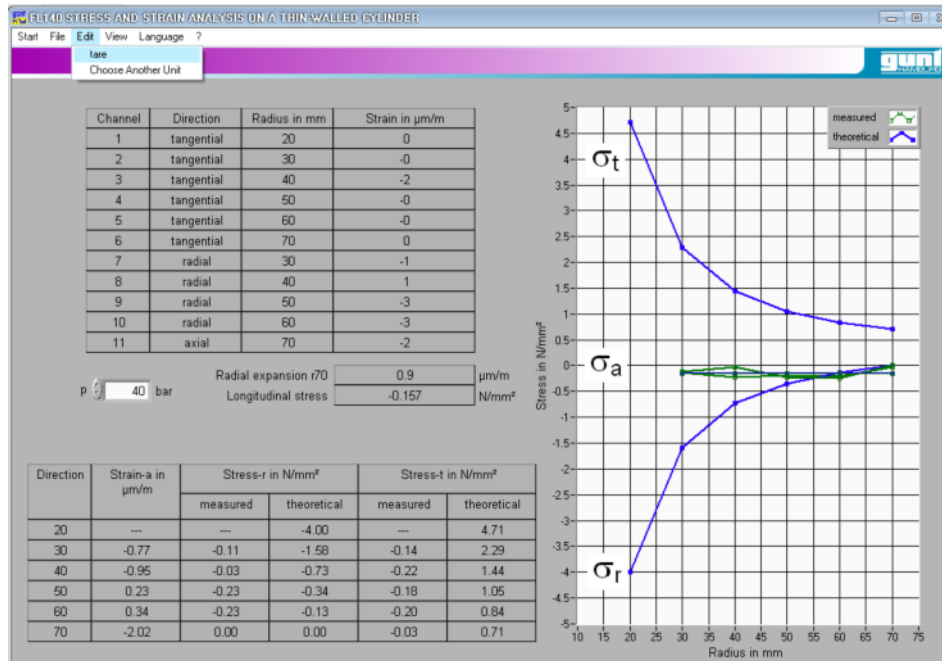 FL140 STRESS AND STRAIN ANALYSIS ON A THIN-WALLED CYLINDER
Start File Edit View Language ?
tare
Choose Another Unit
gunt
Channel Direction Radius in mm Strain in µm/m
1 tangential 20 0
2 tangential 30 -0
3 tangential 40 -2
4 tangential 50 -0
5 tangential 60 -0
6 tangential 70 0
7 radial 30 -1
8 radial 40 1
9 radial 50 -3
10 radial 60 -3
11 axial 70 -2
p 40 bar
Radial expansion r70 0.9 µm/m
Longitudinal stress -0.157 N/mm²
Direction Strain-a in µm/m Stress-r in N/mm² Stress-t in N/mm²
measured theoretical measured theoretical
20 --- --- -4.00 --- 4.71
30 -0.77 -0.11 -1.58 -0.14 2.29
40 -0.95 -0.03 -0.73 -0.22 1.44
50 0.23 -0.23 -0.34 -0.18 1.05
60 0.34 -0.23 -0.13 -0.20 0.84
70 -2.02 0.00 0.00 -0.03 0.71
measured
theoretical
5
4.5
4
3.5
3
2.5
2
1.5
1
0.5
0
-0.5
-1
-1.5
-2
-2.5
-3
-3.5
-4
-4.5
-5
Stress in N/mm²
σt
σa
σr
10 15 20 25 30 35 40 45 50 55 60 65 70 75
Radius in mm